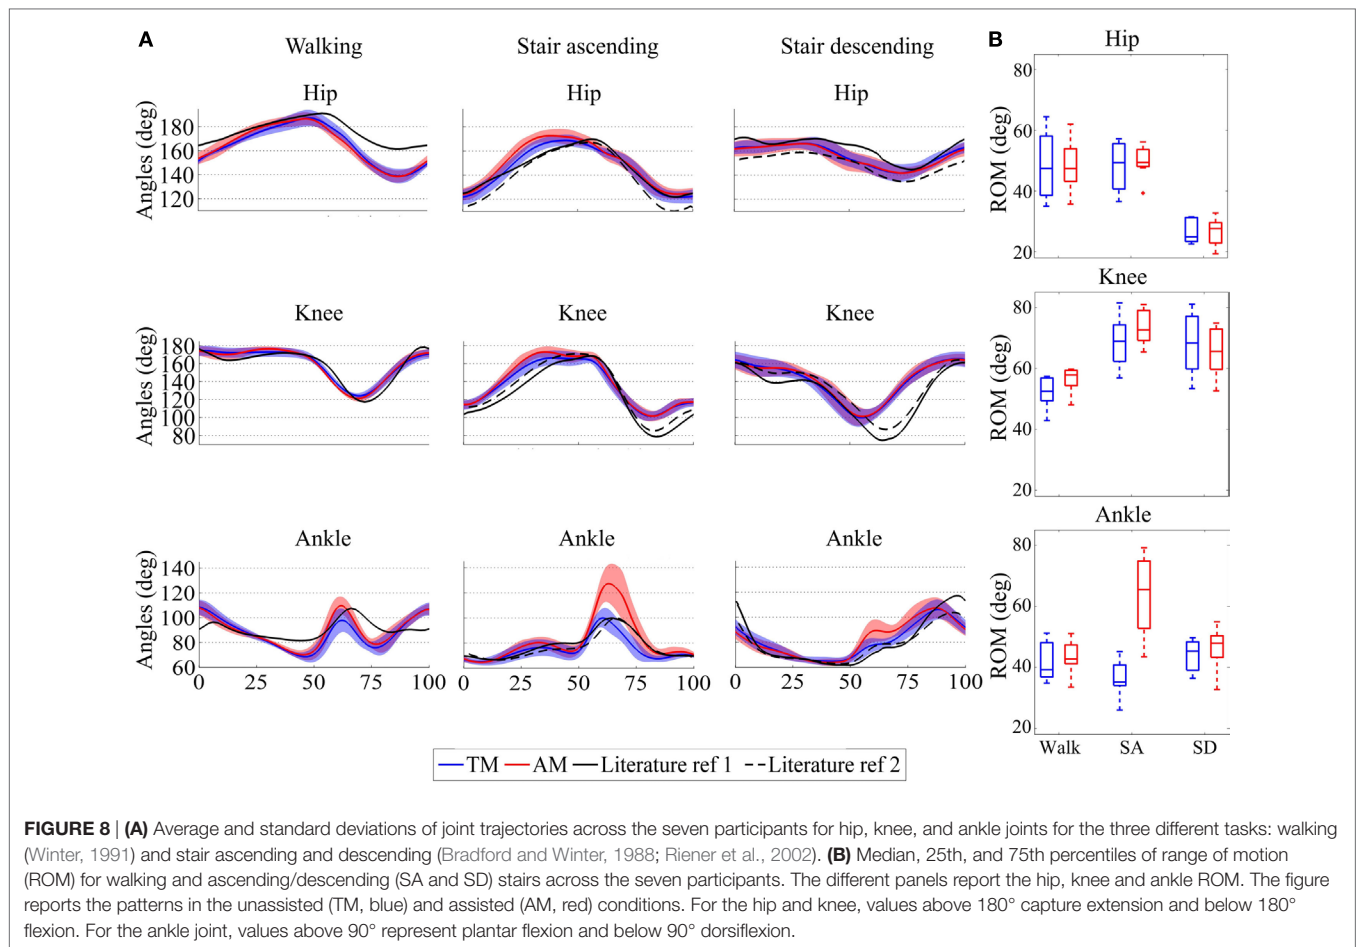 A
Walking
Stair ascending
Stair descending
B
Hip
Hip
Hip
Hip
Angles (deg)
180
160
140
120
ROM (deg)
80
60
40
20
Knee
Knee
Knee
Knee
Angles (deg)
180
160
140
120
100
80
ROM (deg)
80
60
40
20
Ankle
Ankle
Ankle
Ankle
Angles (deg)
140
120
100
80
60
0 25 50 75 100
0 25 50 75 100
0 25 50 75 100
ROM (deg)
80
60
40
20
Walk SA SD
TM AM Literature ref 1 Literature ref 2
FIGURE 8 | (A) Average and standard deviations of joint trajectories across the seven participants for hip, knee, and ankle joints for the three different tasks: walking
(Winter, 1991) and stair ascending and descending (Bradford and Winter, 1988; Riener et al., 2002). (B) Median, 25th, and 75th percentiles of range of motion
(ROM) for walking and ascending/descending (SA and SD) stairs across the seven participants. The different panels report the hip, knee and ankle ROM. The figure
reports the patterns in the unassisted (TM, blue) and assisted (AM, red) conditions. For the hip and knee, values above 180° capture extension and below 180°
flexion. For the ankle joint, values above 90° represent plantar flexion and below 90° dorsiflexion.